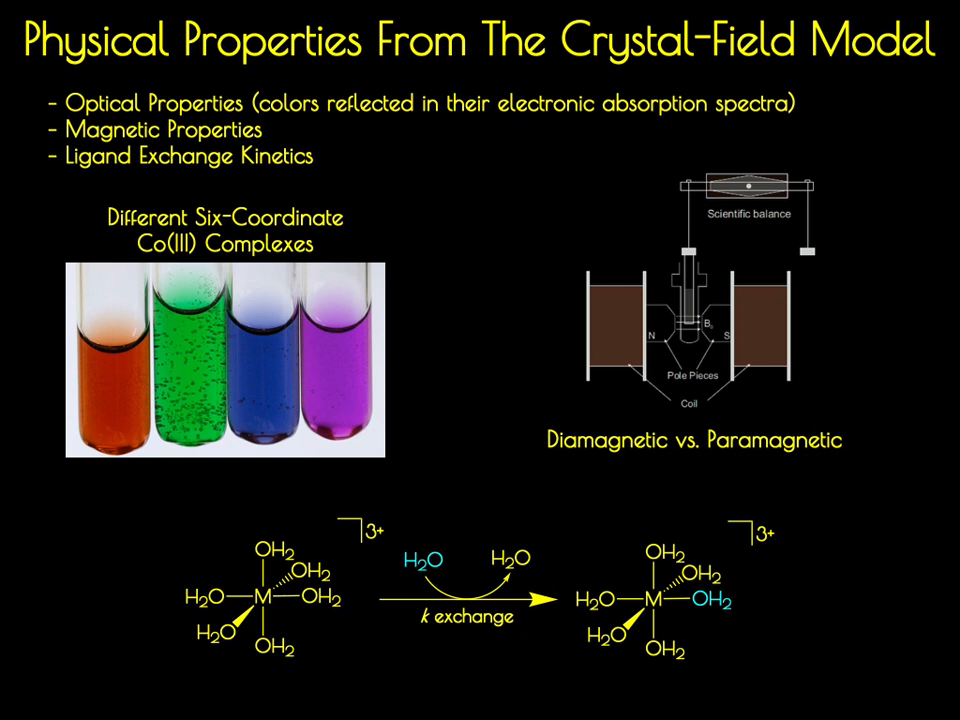 Physical Properties From The Crystal-Field Model
– Optical Properties (colors reflected in their electronic absorption spectra)
– Magnetic Properties
– Ligand Exchange Kinetics
Different Six-Coordinate
Co(III) Complexes
Scientific balance
B₀
N
S
Pole Pieces
Coil
Diamagnetic vs. Paramagnetic
3+
OH2
OH2
H2O
M
OH2
H2O
OH2
H2O
H2O
k exchange
3+
OH2
OH2
H2O
M
OH2
H2O
OH2